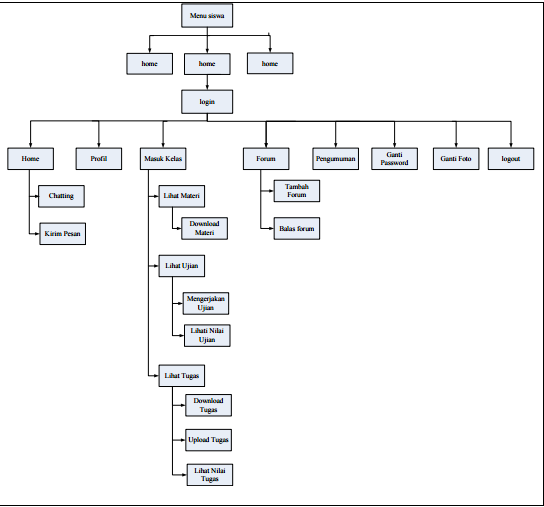 Menu siswa
home
home
home
login
Home
Profil
Masuk Kelas
Forum
Pengumuman
Ganti
Password
Ganti Foto
logout
Chatting
Kirim Pesan
Lihat Materi
Download
Materi
Lihat Ujian
Mengerjakan
Ujian
Lihati Nilai
Ujian
Lihat Tugas
Download
Tugas
Upload Tugas
Lihat Nilai
Tugas
Tambah
Forum
Balas forum